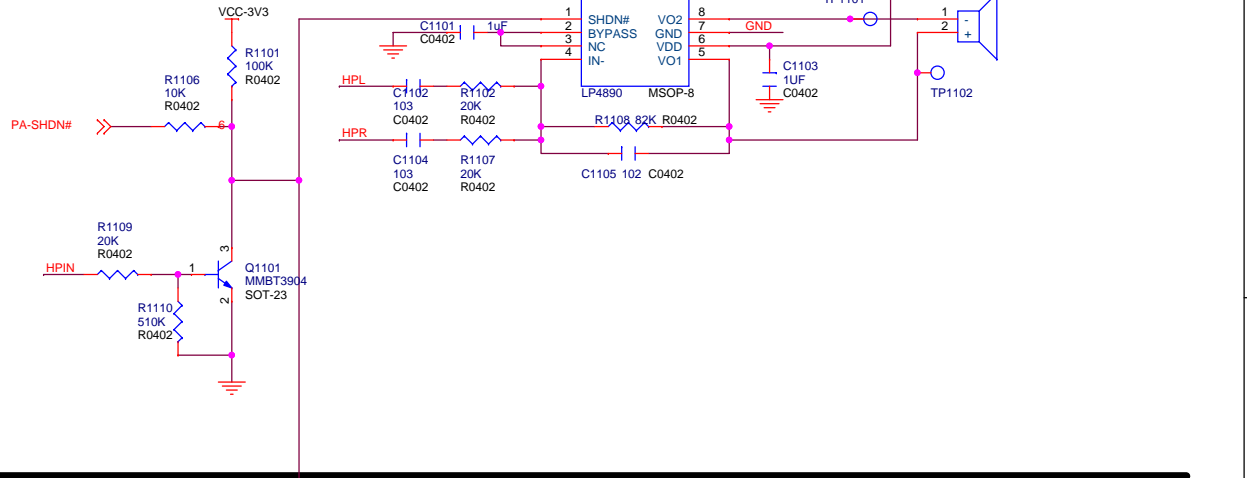 VCC-3V3
R1101
100K
R0402
R1106
10K
R0402
PA-SHDN#
6
C1101 1uF
C0402
1 SHDN# VO2 8
2 BYPASS GND 7 GND
3 NC VDD 6
4 IN- VO1 5
LP4890 MSOP-8
1 -
2 +
TP1102
C1103
1UF
C0402
HPL
C1102
103
C0402
R1102
20K
R0402
R1108 82K R0402
HPR
C1104
103
C0402
R1107
20K
R0402
C1105 102 C0402
R1109
20K
R0402
HPIN
1
3
2
Q1101
MMBT3904
SOT-23
R1110
510K
R0402